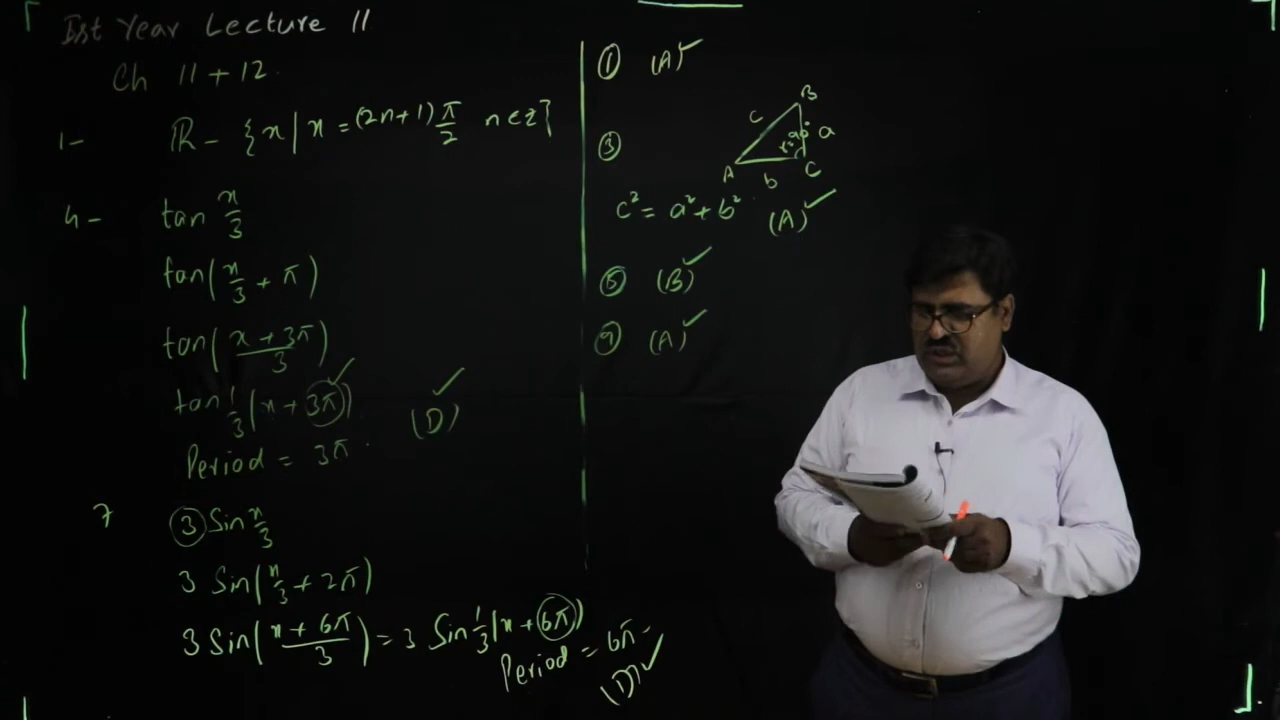 Ist Year Lecture 11
Ch 11 + 12
1- ℝ - {x | x = (2n+1) π/2 n ∈ z}
4- tan x/3
tan(x/3 + π)
tan((x + 3π)/3)
tan 1/3 (x + 3π) ✓ (D) ✓
Period = 3π.
7 3 Sin x/3
3 Sin(x/3 + 2π)
3 Sin((x + 6π)/3) = 3 Sin 1/3 (x + 6π)
Period = 6π.
(D) ✓
① (A) ✓
③
B
c a
90°
A C
b
c² = a² + b² (A) ✓
⑤ (B) ✓
⑨ (A) ✓